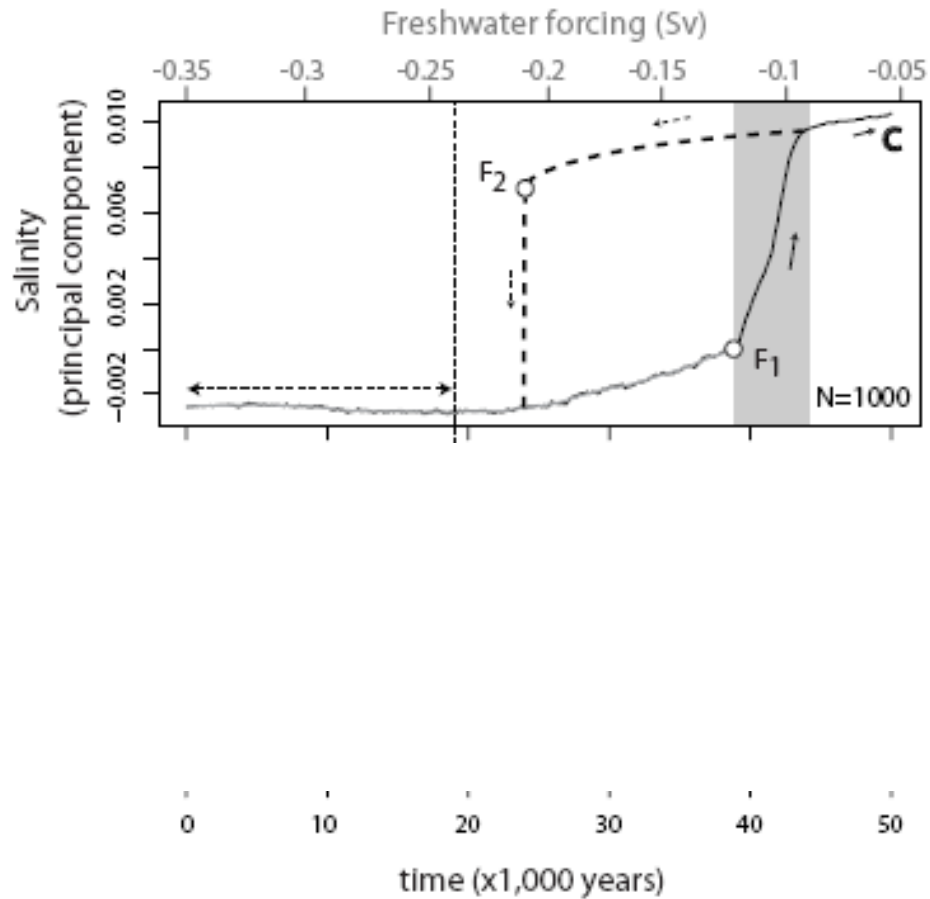 Freshwater forcing (Sv)
-0.35 -0.3 -0.25 -0.2 -0.15 -0.1 -0.05
Salinity
(principal component)
0.010
0.006
0.002
-0.002
C
F2
F1
N=1000
0 10 20 30 40 50
time (x1,000 years)